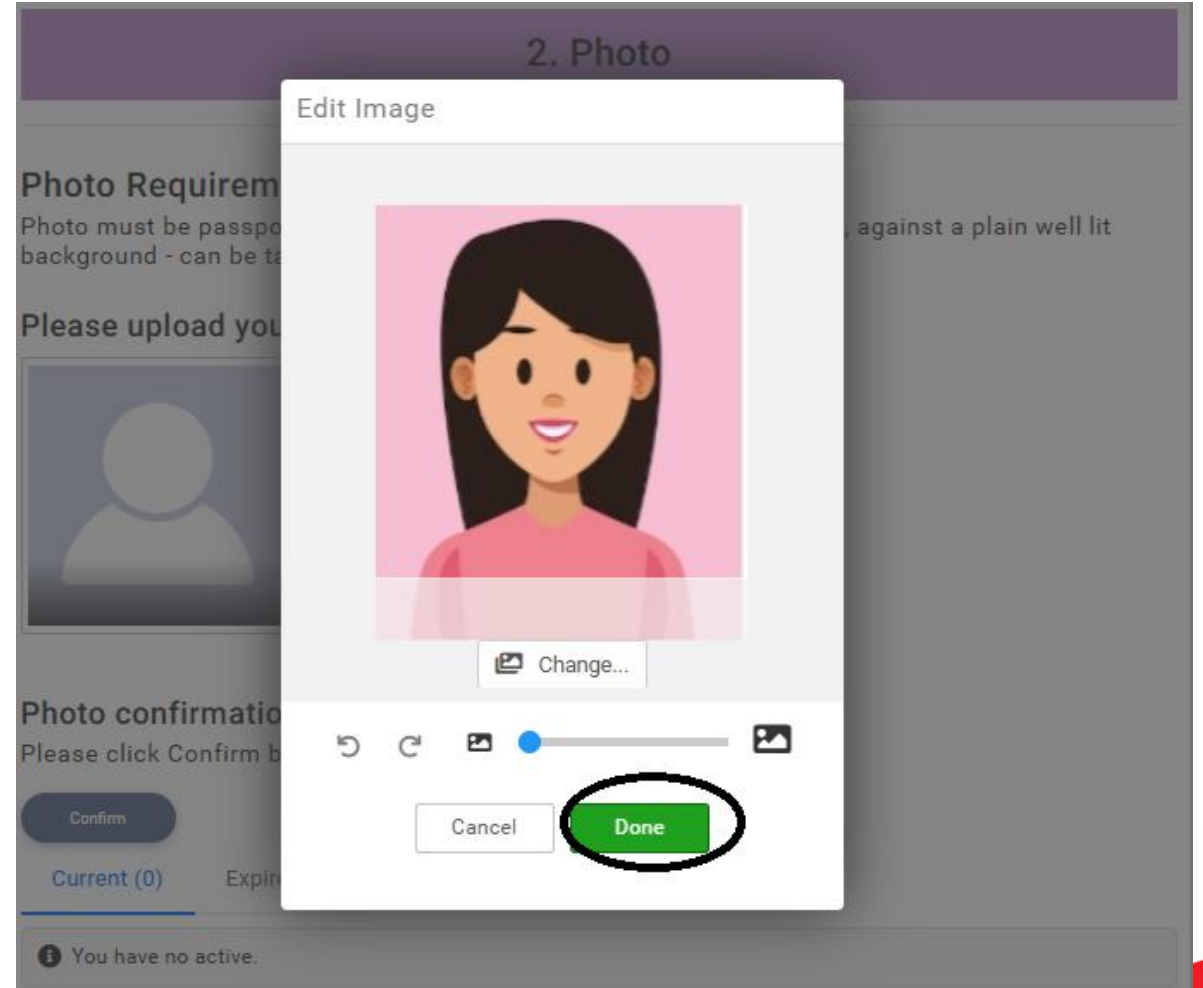 2. Photo
Edit Image
Photo Requirem
Photo must be passpo , against a plain well lit
background - can be ta
Please upload you
Change...
Photo confirmatio
Please click Confirm b
Confirm
Cancel Done
Current (0) Expire
You have no active.